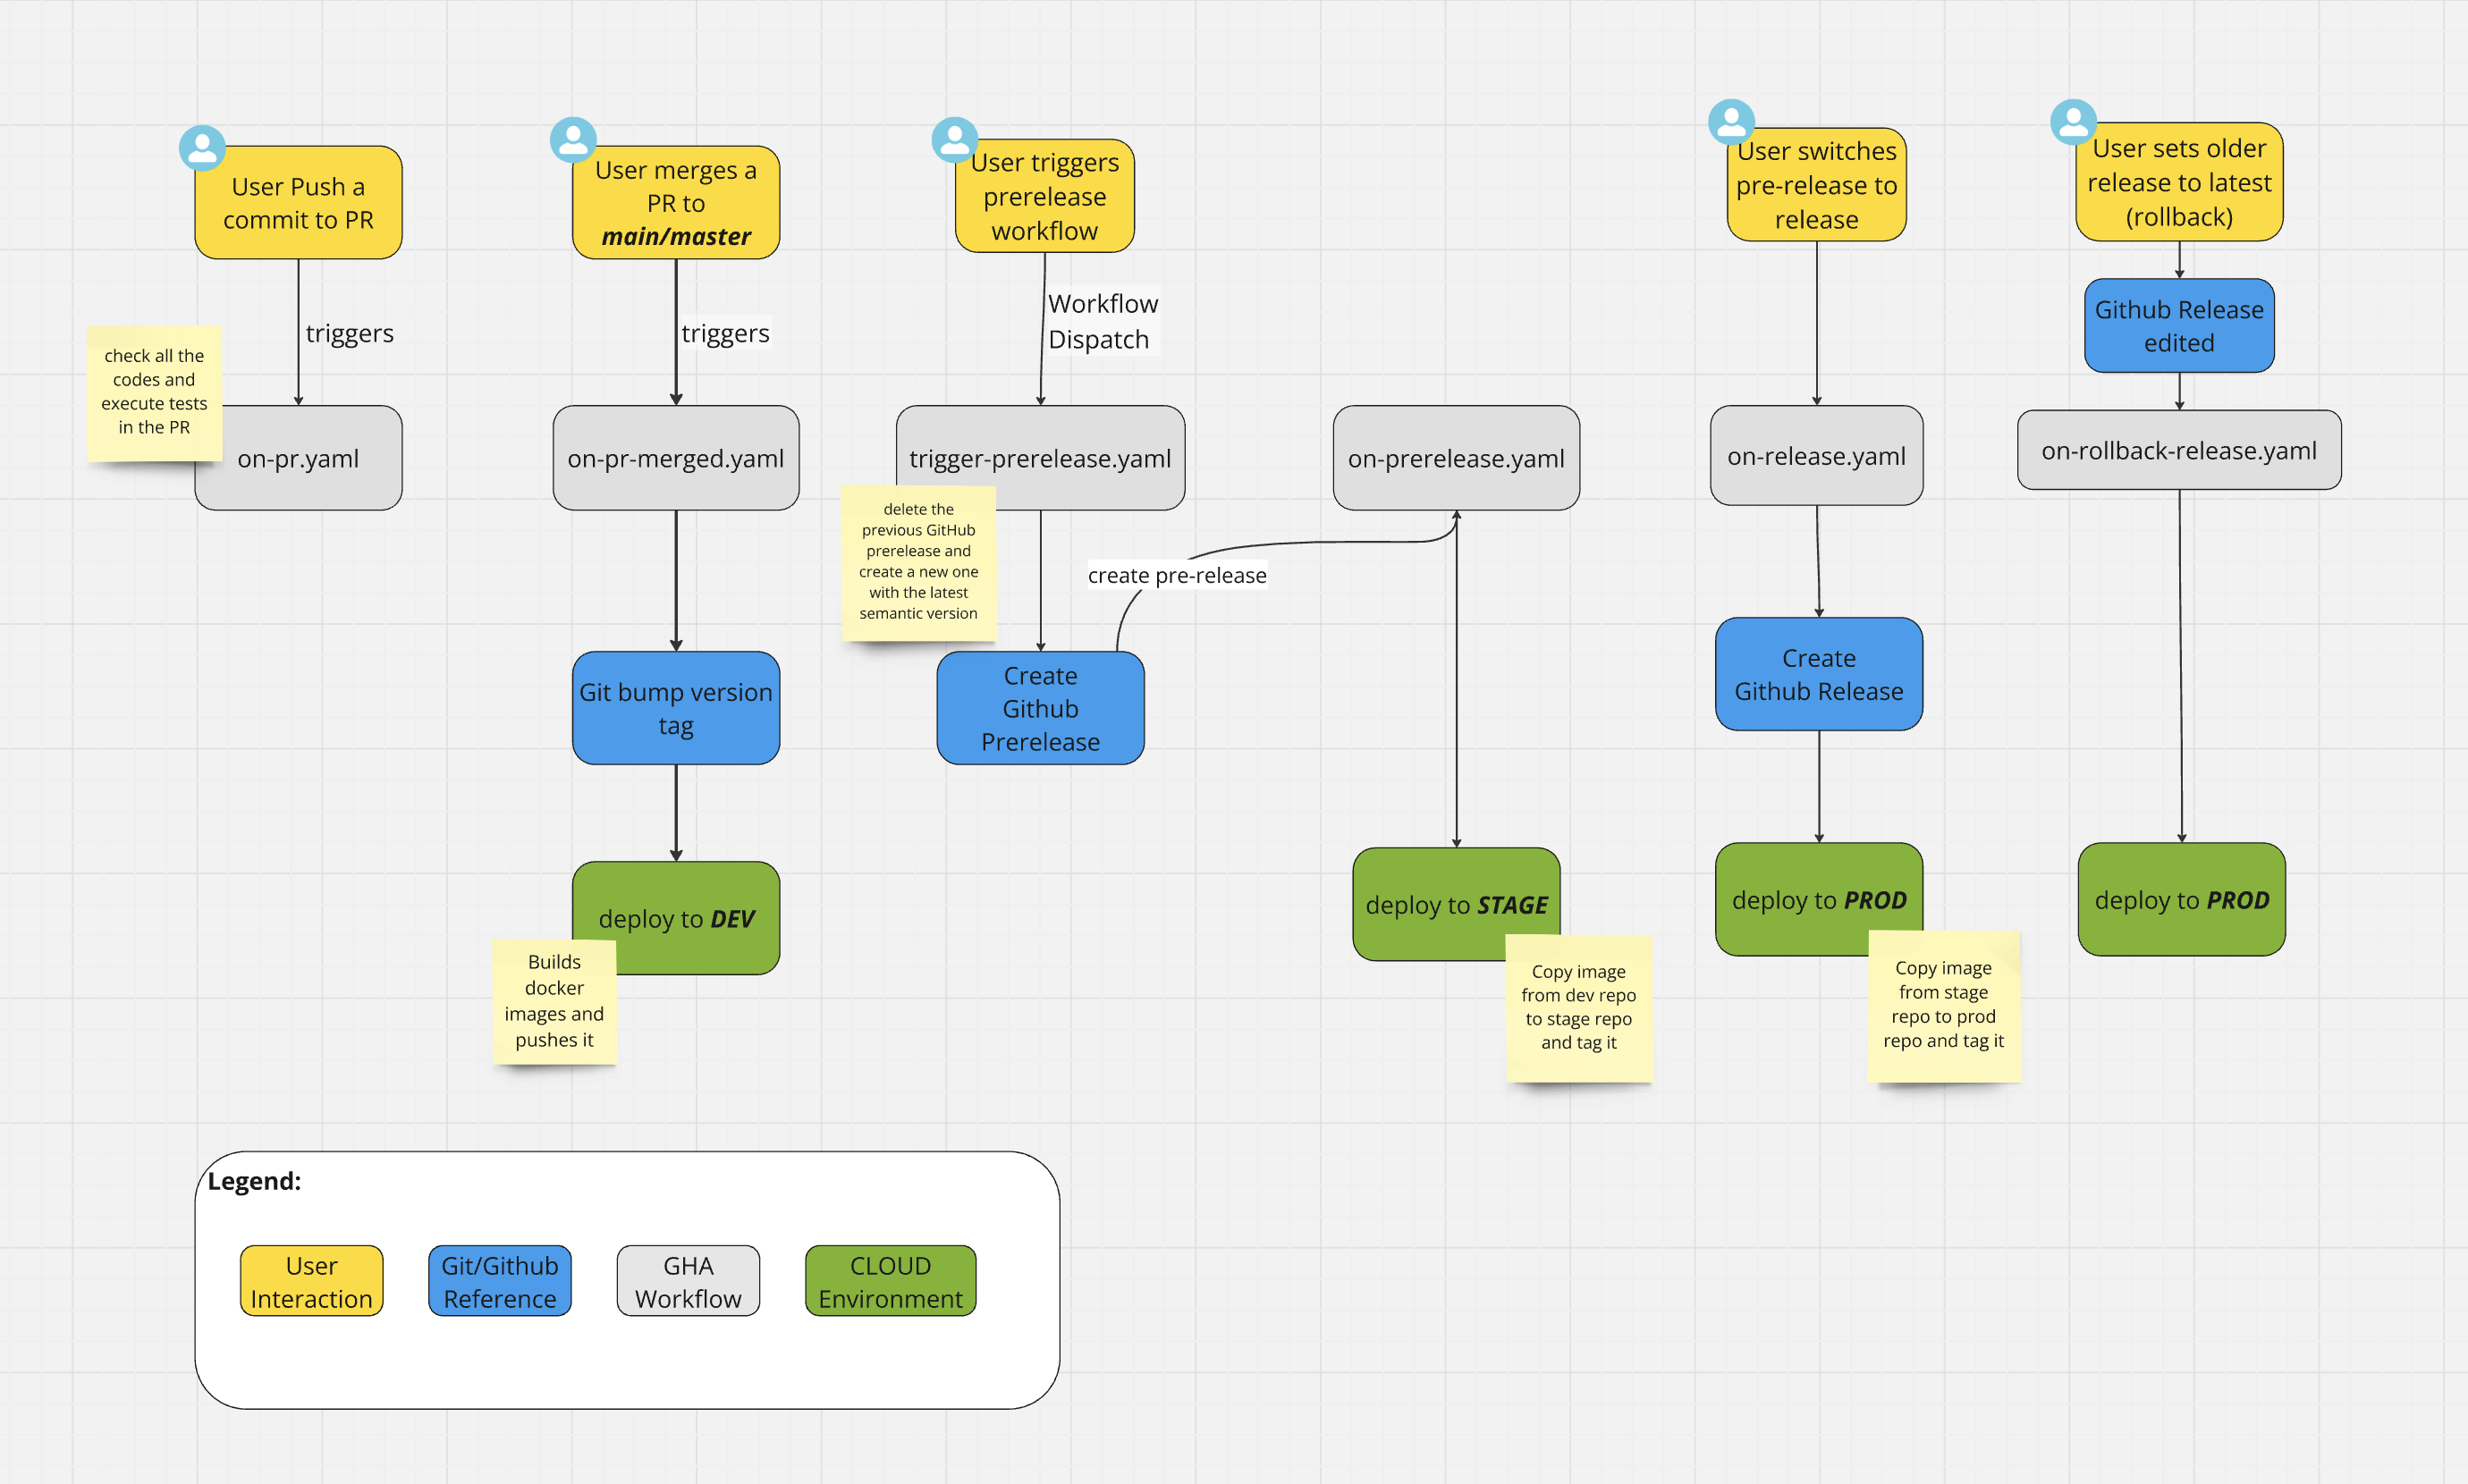 User Push a
commit to PR
triggers
check all the
codes and
execute tests
in the PR
on-pr.yaml
User merges a
PR to
main/master
triggers
on-pr-merged.yaml
Git bump version
tag
deploy to DEV
Builds
docker
images and
pushes it
User triggers
prerelease
workflow
Workflow
Dispatch
trigger-prerelease.yaml
delete the
previous GitHub
prerelease and
create a new one
with the latest
semantic version
Create
Github
Prerelease
create pre-release
on-prerelease.yaml
deploy to STAGE
Copy image
from dev repo
to stage repo
and tag it
User switches
pre-release to
release
on-release.yaml
Create
Github Release
deploy to PROD
Copy image
from stage
repo to prod
repo and tag it
User sets older
release to latest
(rollback)
Github Release
edited
on-rollback-release.yaml
deploy to PROD
Legend:
User
Interaction
Git/Github
Reference
GHA
Workflow
CLOUD
Environment